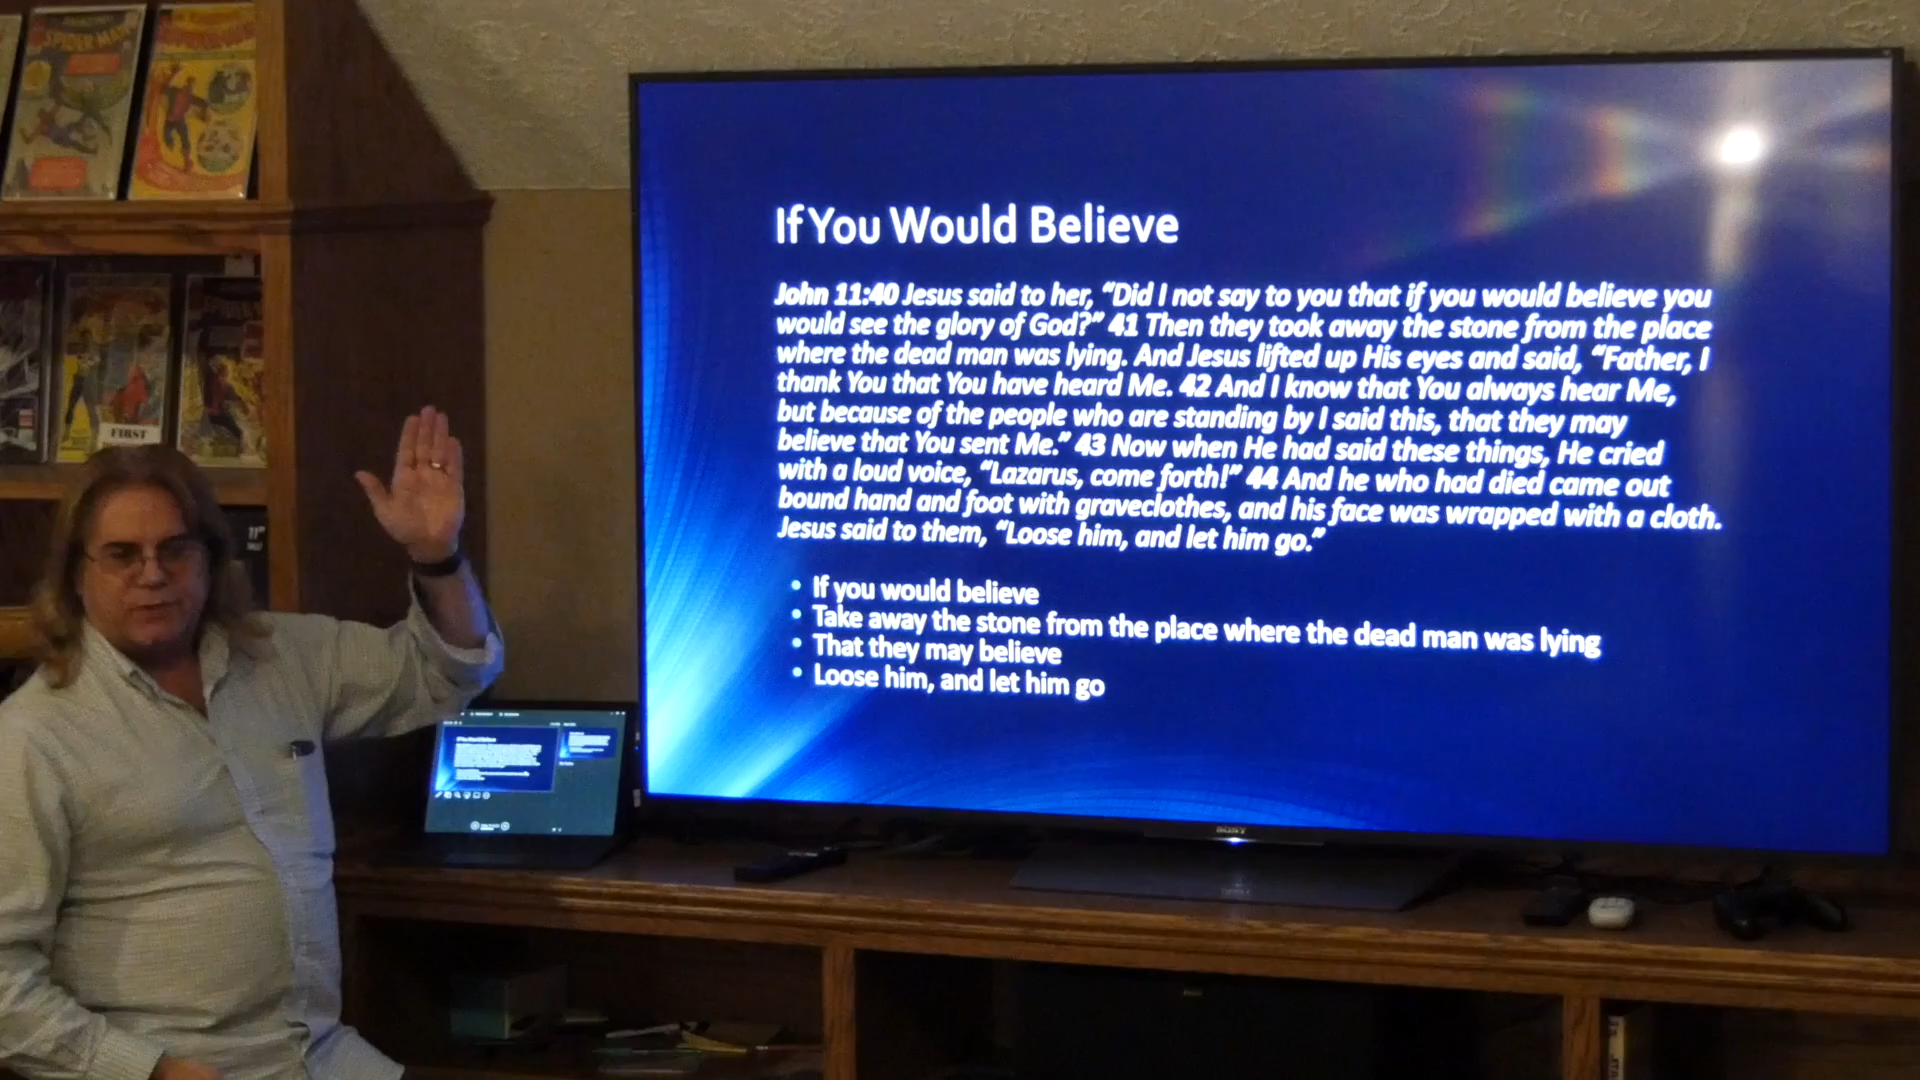 SPIDER-MAN
FIRST
11th
If You Would Believe
John 11:40 Jesus said to her, “Did I not say to you that if you would believe you
would see the glory of God?” 41 Then they took away the stone from the place
where the dead man was lying. And Jesus lifted up His eyes and said, “Father, I
thank You that You have heard Me. 42 And I know that You always hear Me,
but because of the people who are standing by I said this, that they may
believe that You sent Me.” 43 Now when He had said these things, He cried
with a loud voice, “Lazarus, come forth!” 44 And he who had died came out
bound hand and foot with graveclothes, and his face was wrapped with a cloth.
Jesus said to them, “Loose him, and let him go.”
• If you would believe
• Take away the stone from the place where the dead man was lying
• That they may believe
• Loose him, and let him go
If You Would Believe
SONY